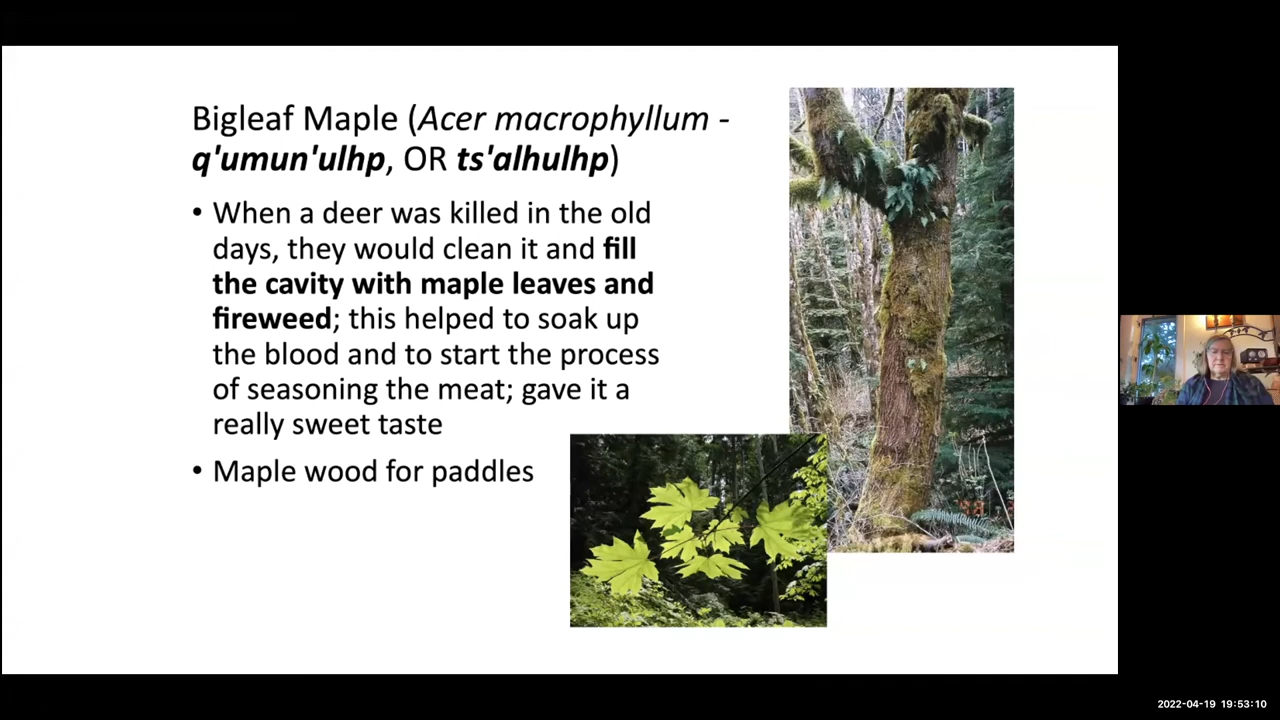 Bigleaf Maple (Acer macrophyllum -
q'umun'ulhp, OR ts'alhulhp)
• When a deer was killed in the old
days, they would clean it and fill
the cavity with maple leaves and
fireweed; this helped to soak up
the blood and to start the process
of seasoning the meat; gave it a
really sweet taste
• Maple wood for paddles
2022-04-19 19:53:10